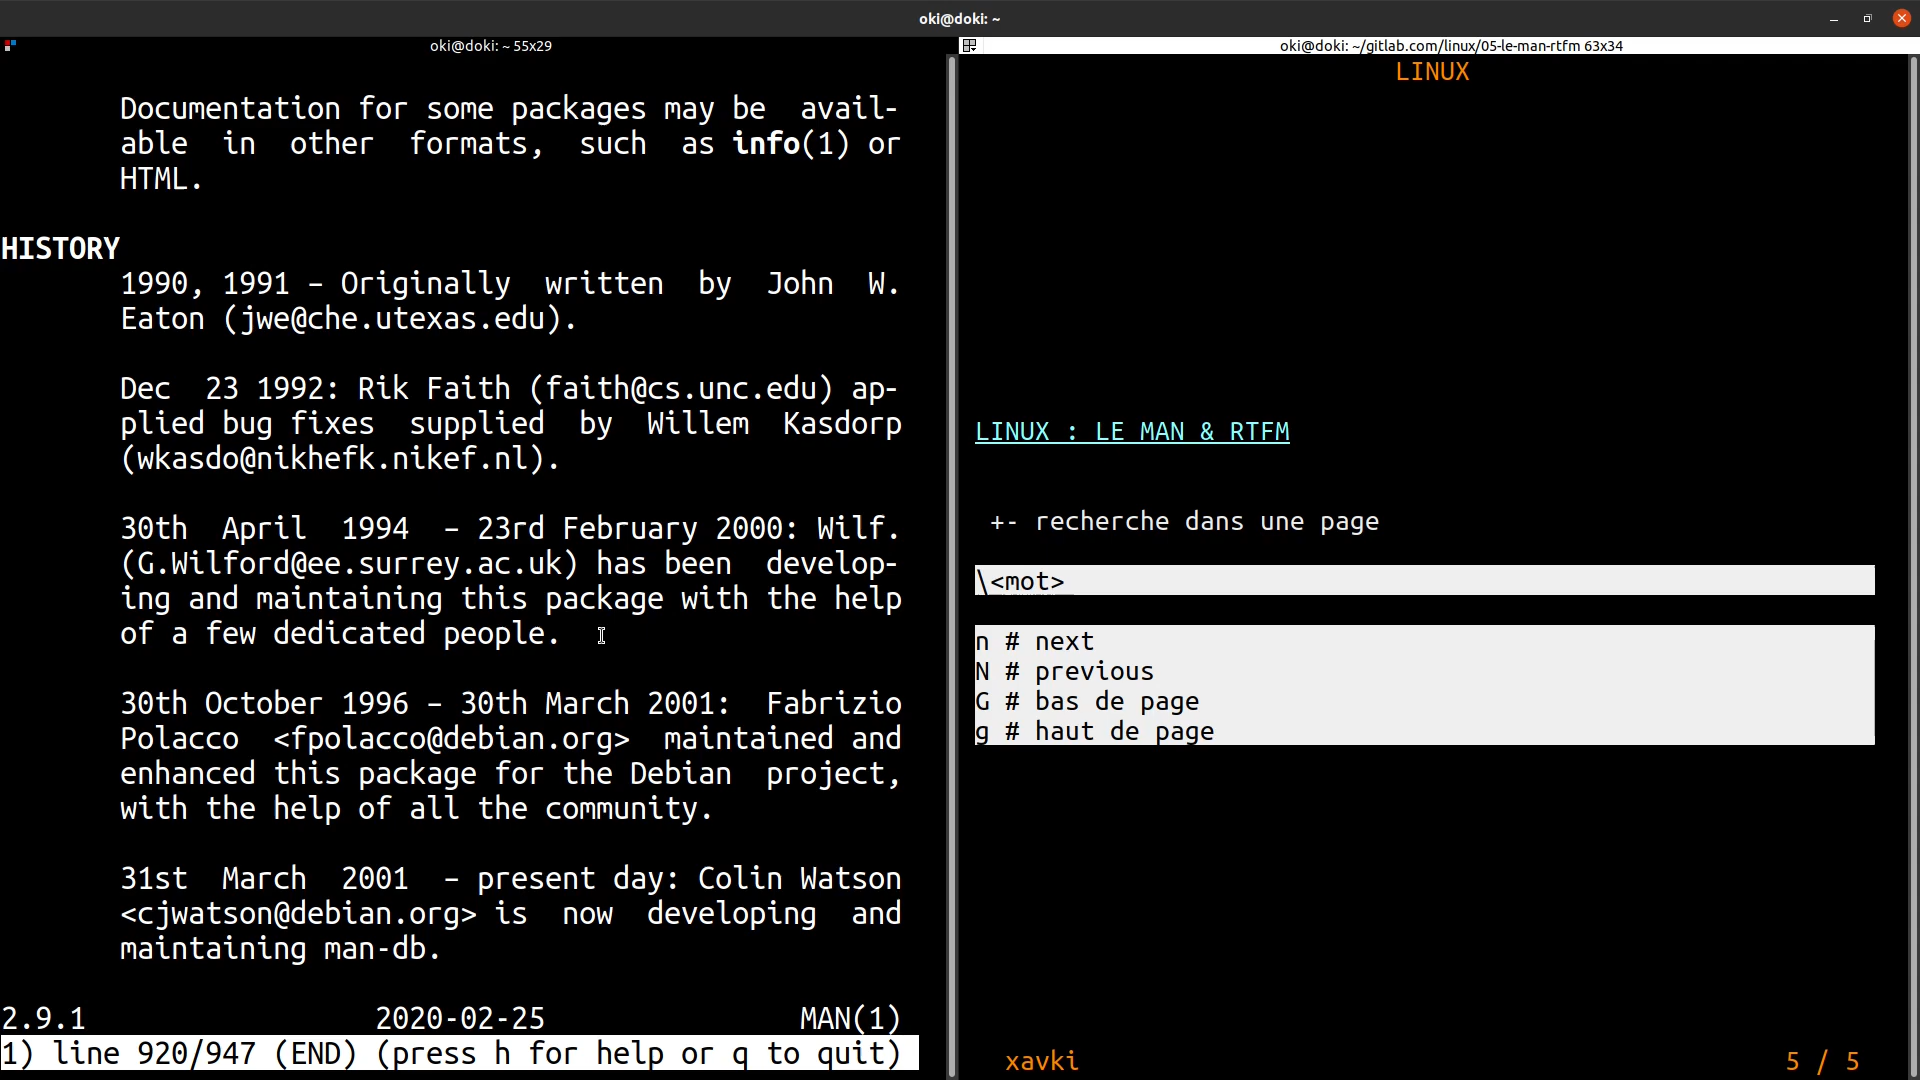 oki@doki: ~
oki@doki: ~ 55x29
Documentation for some packages may be avail-
able in other formats, such as info(1) or
HTML.
HISTORY
1990, 1991 – Originally written by John W.
Eaton (jwe@che.utexas.edu).
Dec 23 1992: Rik Faith (faith@cs.unc.edu) ap-
plied bug fixes supplied by Willem Kasdorp
(wkasdo@nikhefk.nikef.nl).
30th April 1994 – 23rd February 2000: Wilf.
(G.Wilford@ee.surrey.ac.uk) has been develop-
ing and maintaining this package with the help
of a few dedicated people.
30th October 1996 – 30th March 2001: Fabrizio
Polacco <fpolacco@debian.org> maintained and
enhanced this package for the Debian project,
with the help of all the community.
31st March 2001 – present day: Colin Watson
<cjwatson@debian.org> is now developing and
maintaining man-db.
2.9.1 2020-02-25 MAN(1)
1) line 920/947 (END) (press h for help or q to quit)
oki@doki: ~/gitlab.com/linux/05-le-man-rtfm 63x34
LINUX
LINUX : LE MAN & RTFM
+- recherche dans une page
\<mot>
n # next
N # previous
G # bas de page
g # haut de page
xavki 5 / 5